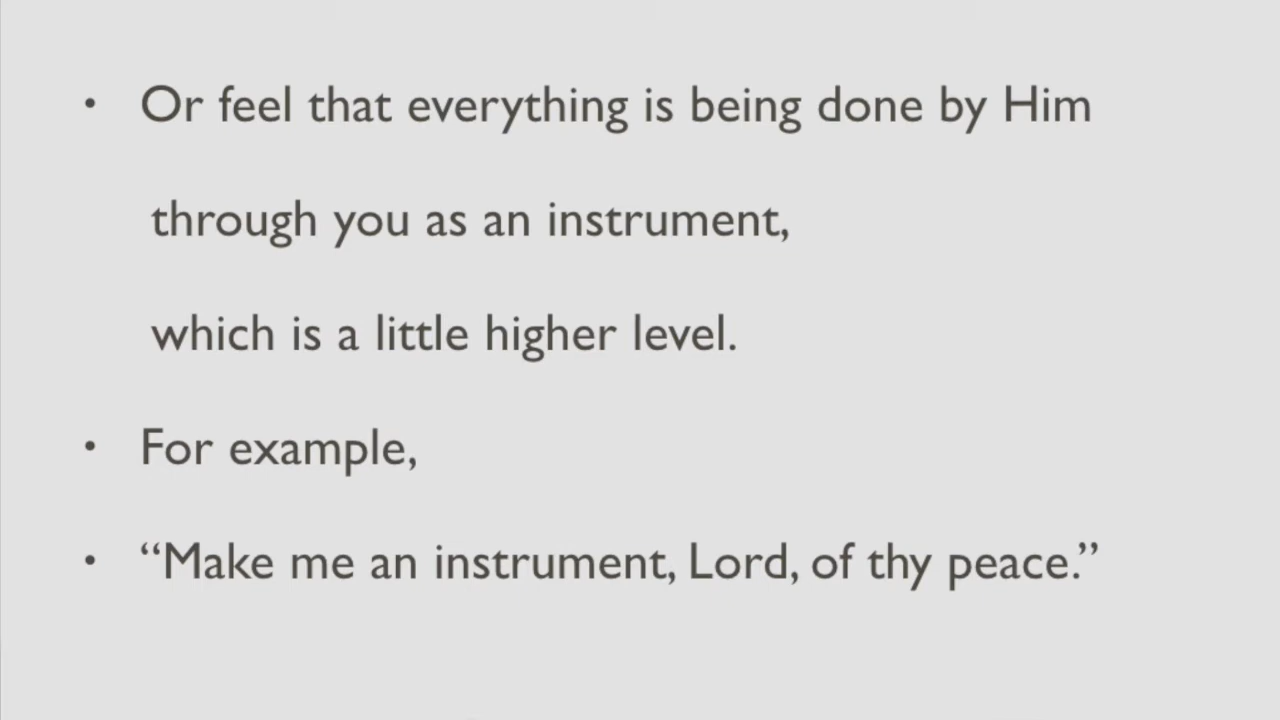 • Or feel that everything is being done by Him
through you as an instrument,
which is a little higher level.
• For example,
• “Make me an instrument, Lord, of thy peace.”